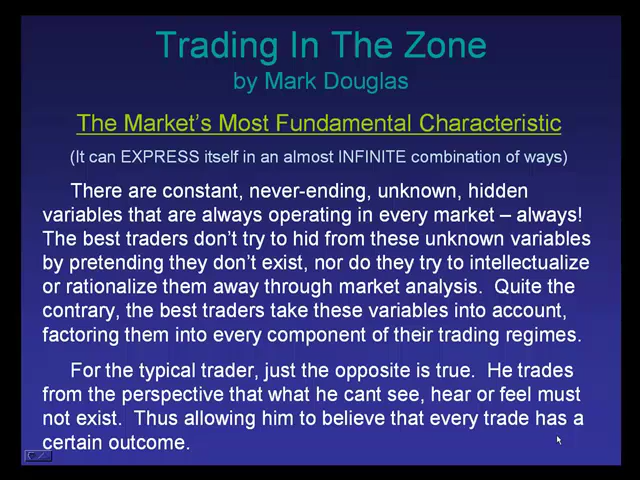 Trading In The Zone
by Mark Douglas
The Market's Most Fundamental Characteristic
(It can EXPRESS itself in an almost INFINITE combination of ways)
There are constant, never-ending, unknown, hidden
variables that are always operating in every market – always!
The best traders don't try to hid from these unknown variables
by pretending they don't exist, nor do they try to intellectualize
or rationalize them away through market analysis.  Quite the
contrary, the best traders take these variables into account,
factoring them into every component of their trading regimes.
For the typical trader, just the opposite is true.  He trades
from the perspective that what he cant see, hear or feel must
not exist.  Thus allowing him to believe that every trade has a
certain outcome.